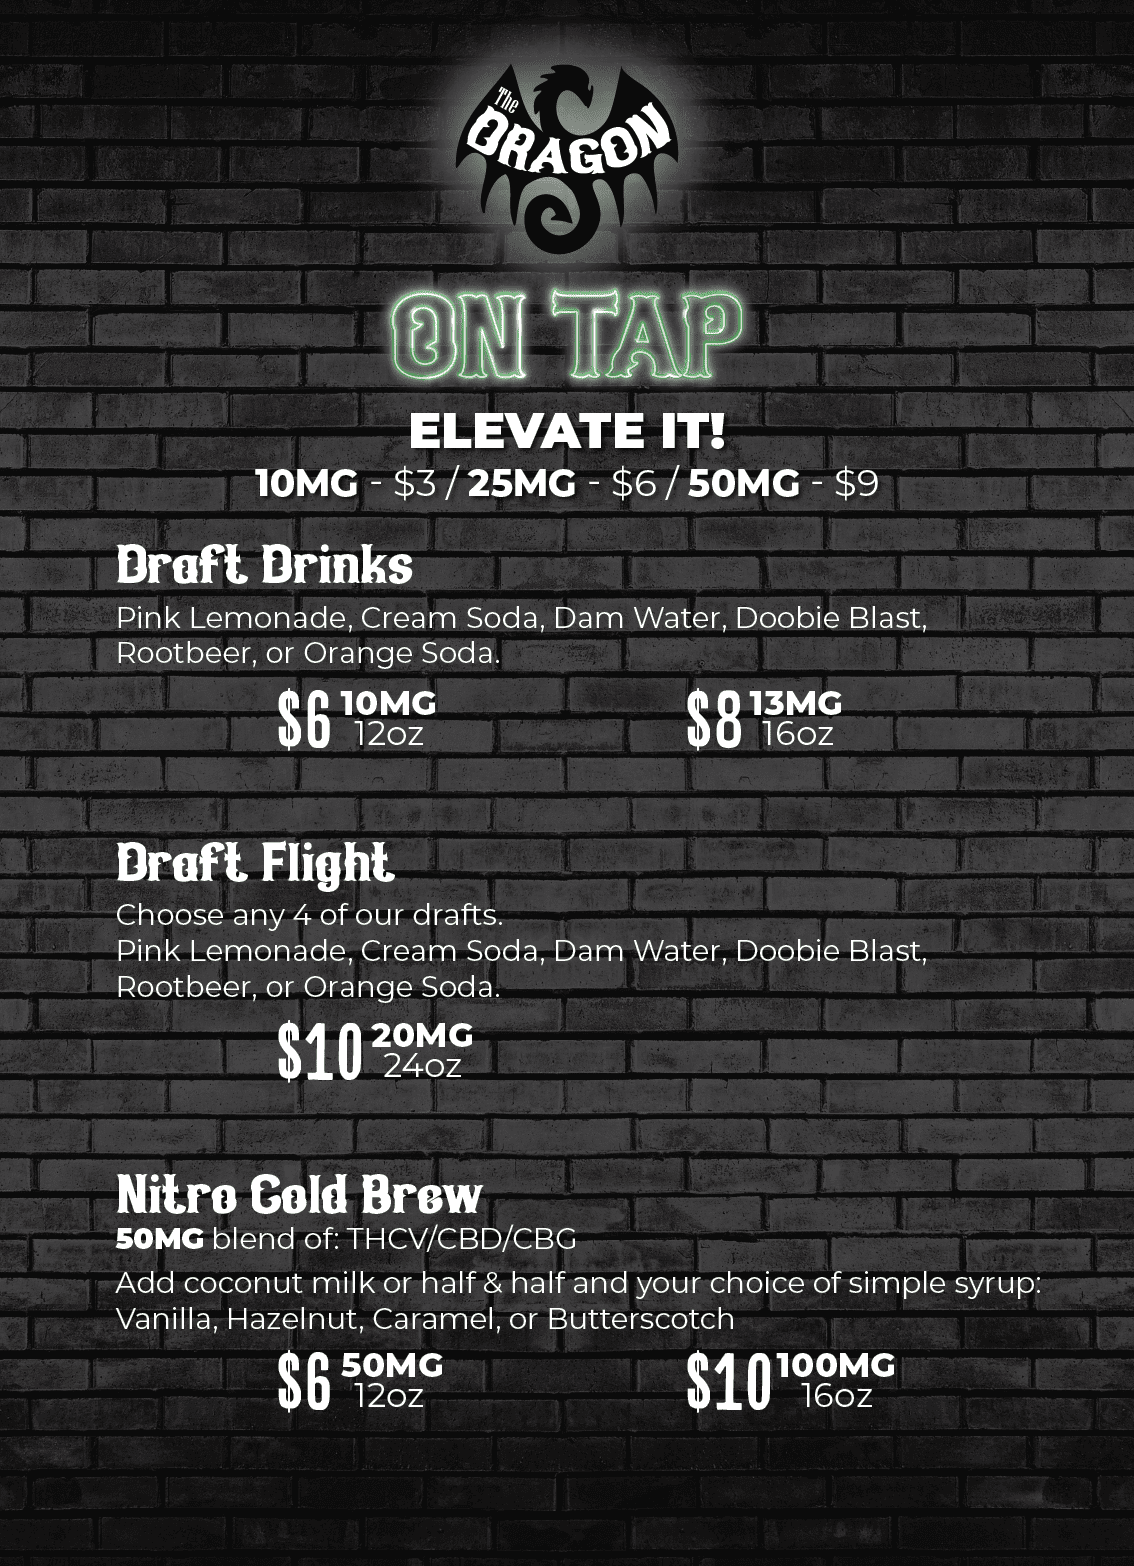 The
DRAGON
ON TAP
ELEVATE IT!
10MG - $3 / 25MG - $6 / 50MG - $9
Draft Drinks
Pink Lemonade, Cream Soda, Dam Water, Doobie Blast,
Rootbeer, or Orange Soda.
$6 10MG
12oz
$8 13MG
16oz
Draft Flight
Choose any 4 of our drafts.
Pink Lemonade, Cream Soda, Dam Water, Doobie Blast,
Rootbeer, or Orange Soda.
$10 20MG
24oz
Nitro Cold Brew
50MG blend of: THCV/CBD/CBG
Add coconut milk or half & half and your choice of simple syrup:
Vanilla, Hazelnut, Caramel, or Butterscotch
$6 50MG
12oz
$10 100MG
16oz